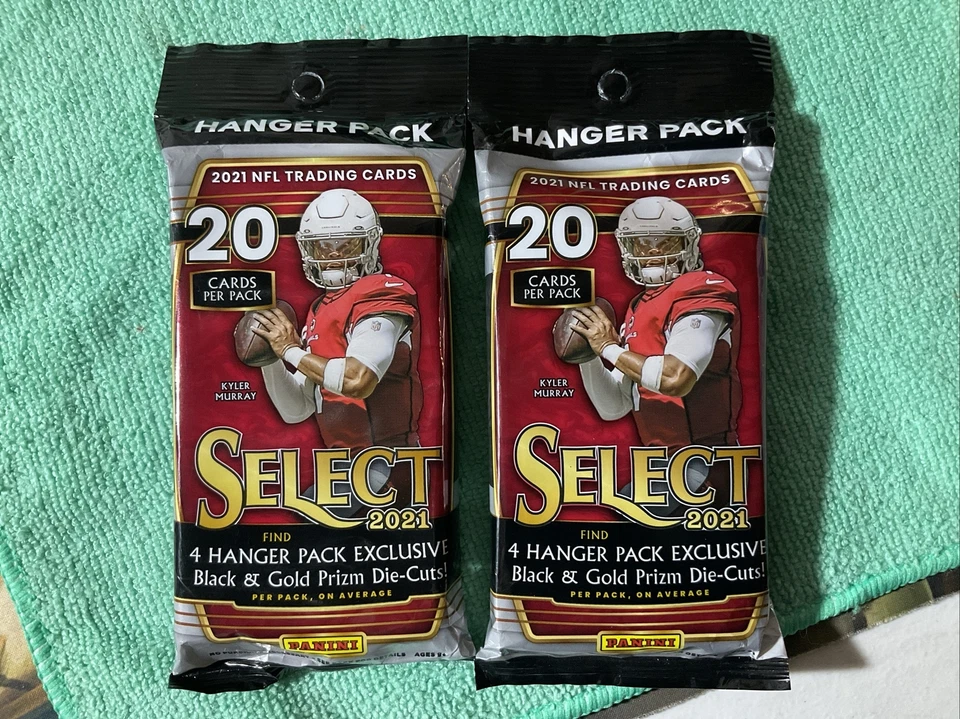 HANGER PACK
2021 NFL TRADING CARDS
20
CARDS
PER PACK
KYLER
MURRAY
SELECT
2021
FIND
4 HANGER PACK EXCLUSIVE
Black & Gold Prizm Die-Cuts!
PER PACK, ON AVERAGE
PANINI
HANGER PACK
2021 NFL TRADING CARDS
20
CARDS
PER PACK
KYLER
MURRAY
SELECT
2021
FIND
4 HANGER PACK EXCLUSIVE
Black & Gold Prizm Die-Cuts!
PER PACK, ON AVERAGE
PANINI